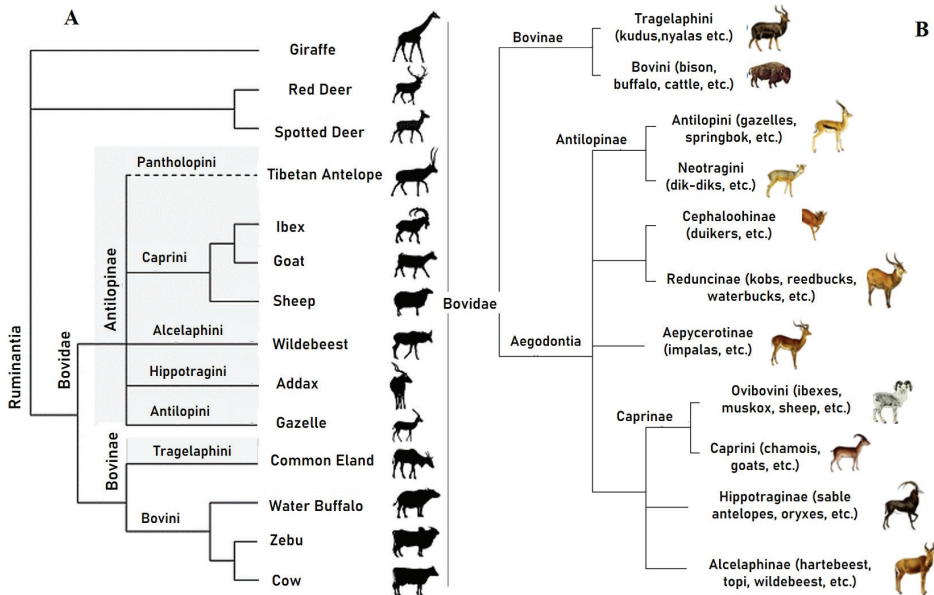 A
Giraffe
Red Deer
Spotted Deer
Pantholopini
Tibetan Antelope
Ibex
Caprini
Goat
Sheep
Antilopinae
Alcelaphini
Wildebeest
Hippotragini
Addax
Antilopini
Gazelle
Ruminantia
Bovidae
Bovinae
Tragelaphini
Common Eland
Water Buffalo
Bovini
Zebu
Cow
B
Bovidae
Bovinae
Tragelaphini
(kudus,nyalas etc.)
Bovini (bison,
buffalo, cattle, etc.)
Aegodontia
Antilopinae
Antilopini (gazelles,
springbok, etc.)
Neotragini
(dik-diks, etc.)
Cephaloohinae
(duikers, etc.)
Reduncinae (kobs, reedbucks,
waterbucks, etc.)
Aepycerotinae
(impalas, etc.)
Caprinae
Ovibovini (ibexes,
muskox, sheep, etc.)
Caprini (chamois,
goats, etc.)
Hippotraginae (sable
antelopes, oryxes, etc.)
Alcelaphinae (hartebeest,
topi, wildebeest, etc.)